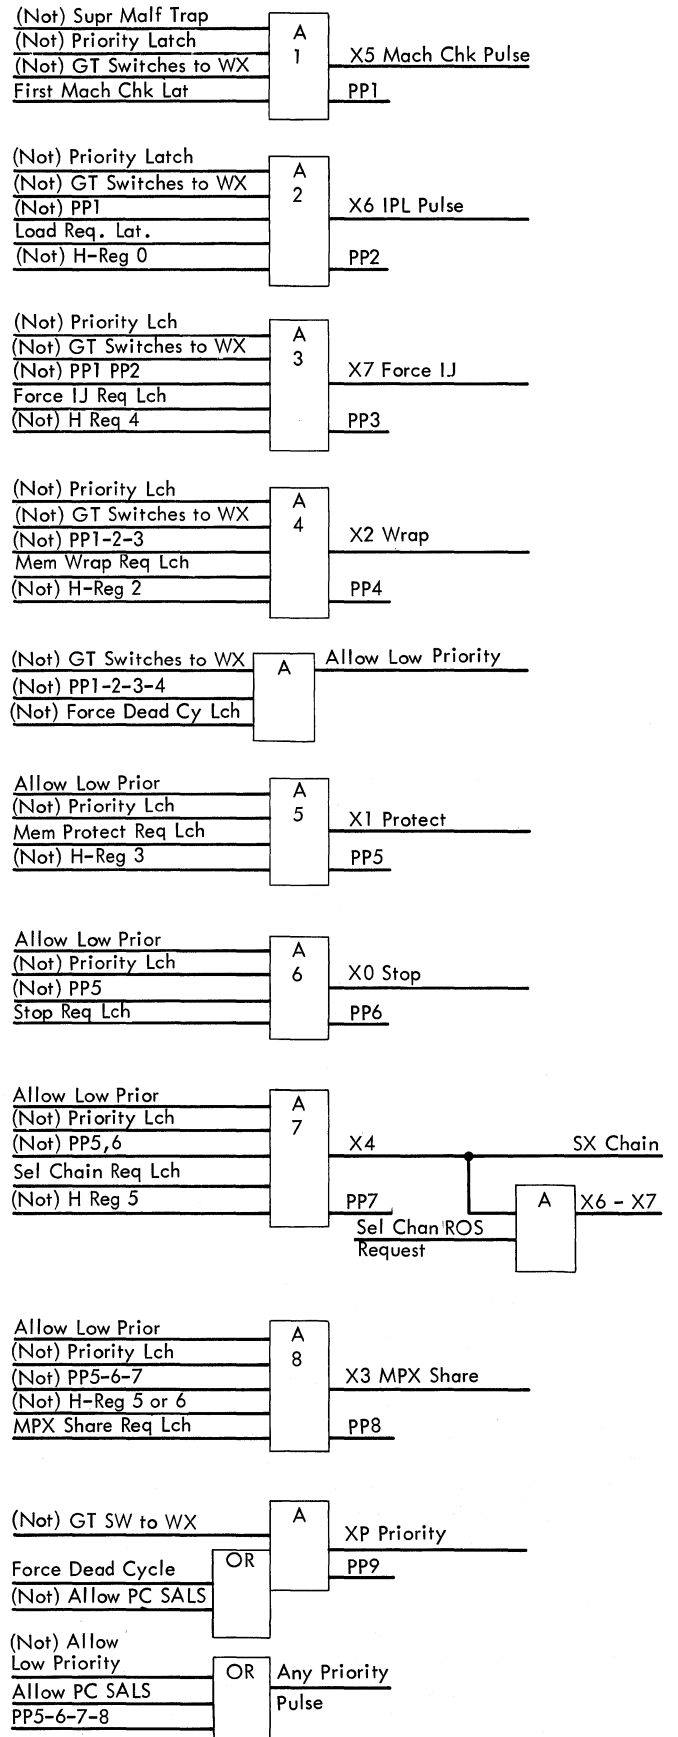 (Not) Supr Malf Trap
(Not) Priority Latch
(Not) GT Switches to WX
First Mach Chk Lat
A
1
X5 Mach Chk Pulse
PP1
(Not) Priority Latch
(Not) GT Switches to WX
(Not) PP1
Load Req. Lat.
(Not) H-Reg 0
A
2
X6 IPL Pulse
PP2
(Not) Priority Lch
(Not) GT Switches to WX
(Not) PP1 PP2
Force IJ Req Lch
(Not) H Req 4
A
3
X7 Force IJ
PP3
(Not) Priority Lch
(Not) GT Switches to WX
(Not) PP1-2-3
Mem Wrap Req Lch
(Not) H-Reg 2
A
4
X2 Wrap
PP4
(Not) GT Switches to WX
(Not) PP1-2-3-4
(Not) Force Dead Cy Lch
A
Allow Low Priority
Allow Low Prior
(Not) Priority Lch
Mem Protect Req Lch
(Not) H-Reg 3
A
5
X1 Protect
PP5
Allow Low Prior
(Not) Priority Lch
(Not) PP5
Stop Req Lch
A
6
X0 Stop
PP6
Allow Low Prior
(Not) Priority Lch
(Not) PP5,6
Sel Chain Req Lch
(Not) H Reg 5
A
7
X4
SX Chain
PP7
Sel Chan ROS
Request
A
X6 - X7
Allow Low Prior
(Not) Priority Lch
(Not) PP5-6-7
(Not) H-Reg 5 or 6
MPX Share Req Lch
A
8
X3 MPX Share
PP8
(Not) GT SW to WX
A
XP Priority
PP9
Force Dead Cycle
(Not) Allow PC SALS
OR
(Not) Allow
Low Priority
Allow PC SALS
PP5-6-7-8
OR
Any Priority
Pulse